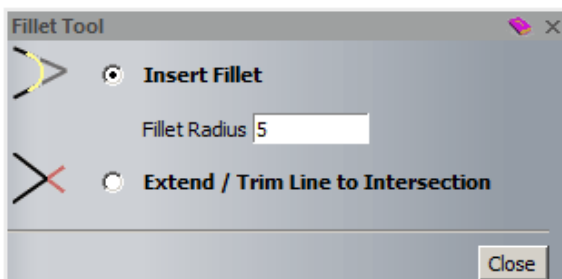 Fillet Tool
Insert Fillet
Fillet Radius 5
Extend / Trim Line to Intersection
Close